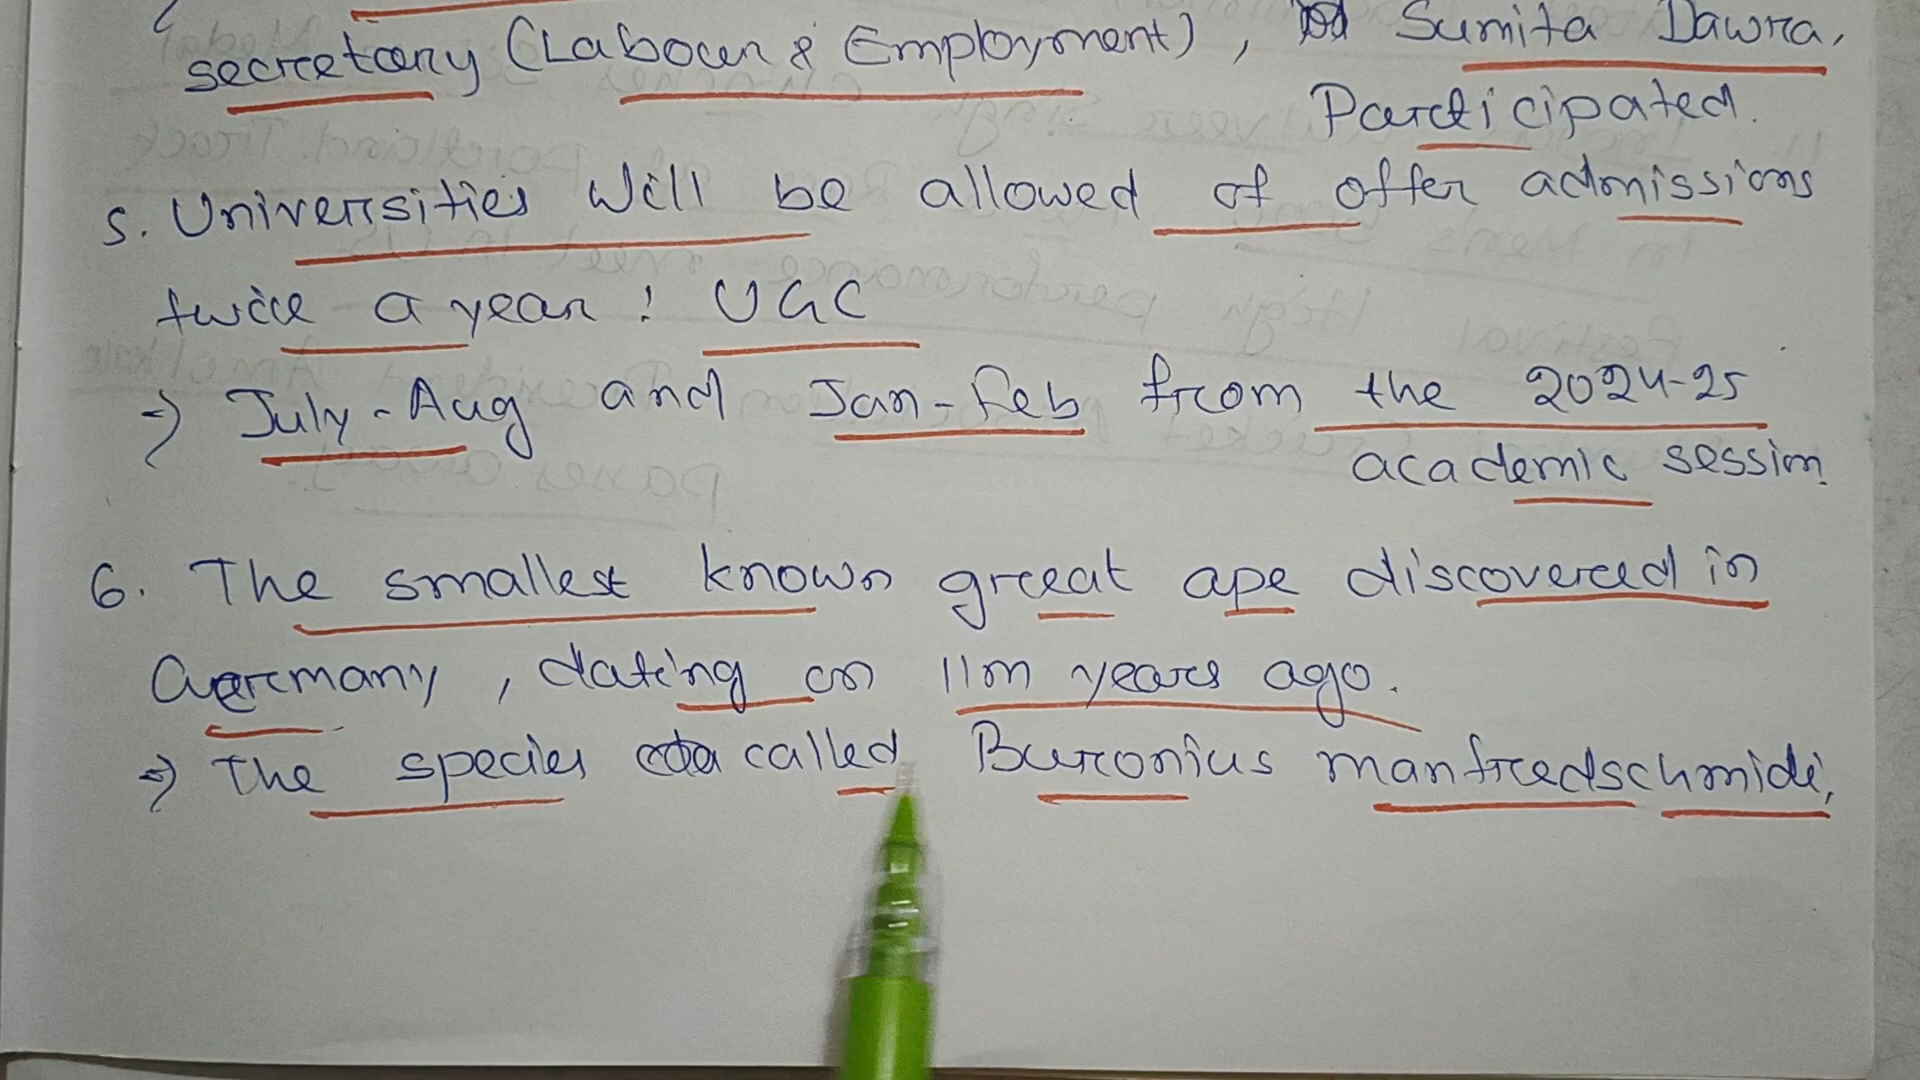 secretary (Labour & Employment), Sumita Dawra,
Participated.
5. Universities Will be allowed of offer admissions
twice a year: UGC
⇒ July-Aug and Jan-Feb from the 2024-25
academic session.
6. The smallest known great ape discovered in
Germany, dating on 11m years ago.
⇒ The species called Buronius manfredschmidi,